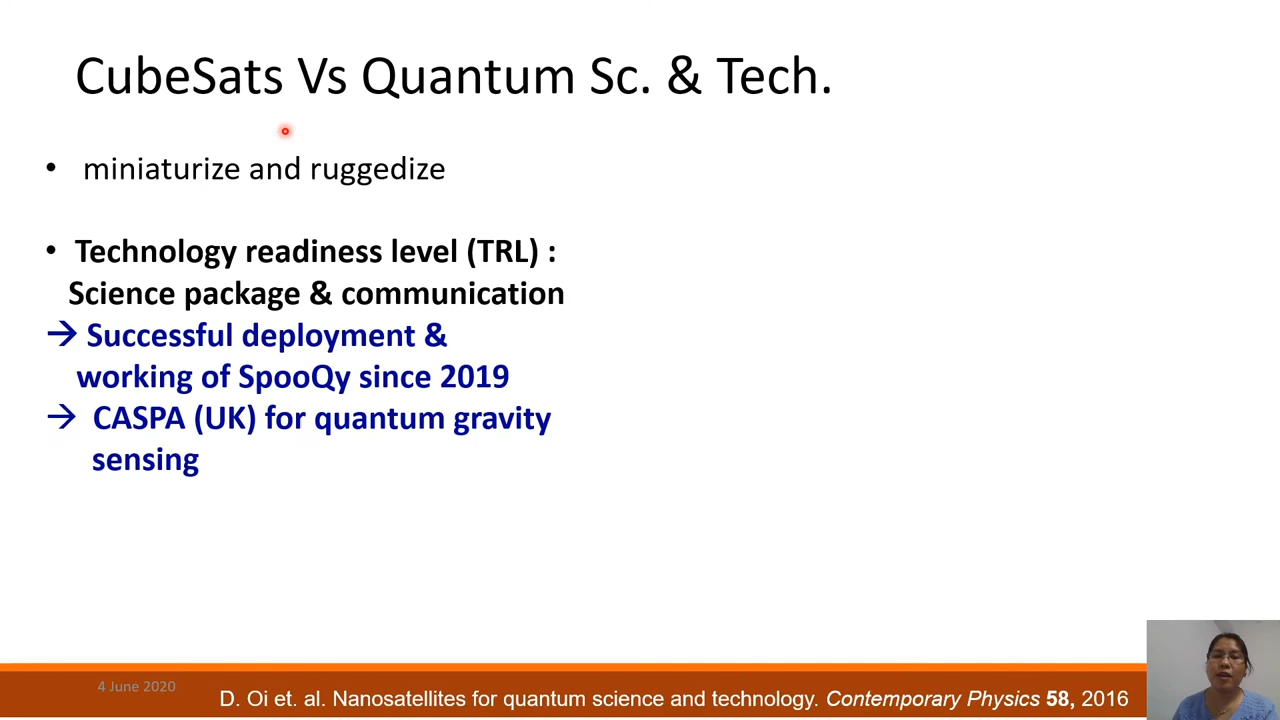 CubeSats Vs Quantum Sc. & Tech.
• miniaturize and ruggedize
• Technology readiness level (TRL) :
Science package & communication
→ Successful deployment &
working of SpooQy since 2019
→ CASPA (UK) for quantum gravity
sensing
4 June 2020
D. Oi et. al. Nanosatellites for quantum science and technology. Contemporary Physics 58, 2016